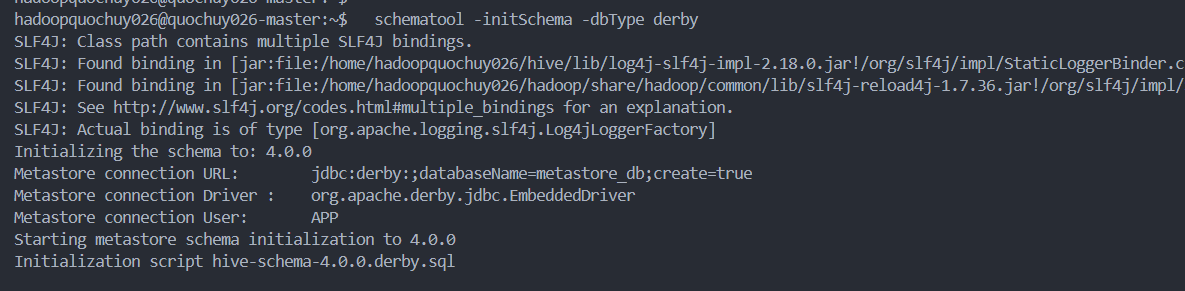 hadoopquochuy026@quochuy026-master:~$
hadoopquochuy026@quochuy026-master:~$   schematool -initSchema -dbType derby
SLF4J: Class path contains multiple SLF4J bindings.
SLF4J: Found binding in [jar:file:/home/hadoopquochuy026/hive/lib/log4j-slf4j-impl-2.18.0.jar!/org/slf4j/impl/StaticLoggerBinder.c
SLF4J: Found binding in [jar:file:/home/hadoopquochuy026/hadoop/share/hadoop/common/lib/slf4j-reload4j-1.7.36.jar!/org/slf4j/impl/
SLF4J: See http://www.slf4j.org/codes.html#multiple_bindings for an explanation.
SLF4J: Actual binding is of type [org.apache.logging.slf4j.Log4jLoggerFactory]
Initializing the schema to: 4.0.0
Metastore connection URL:        jdbc:derby:;databaseName=metastore_db;create=true
Metastore connection Driver :    org.apache.derby.jdbc.EmbeddedDriver
Metastore connection User:       APP
Starting metastore schema initialization to 4.0.0
Initialization script hive-schema-4.0.0.derby.sql